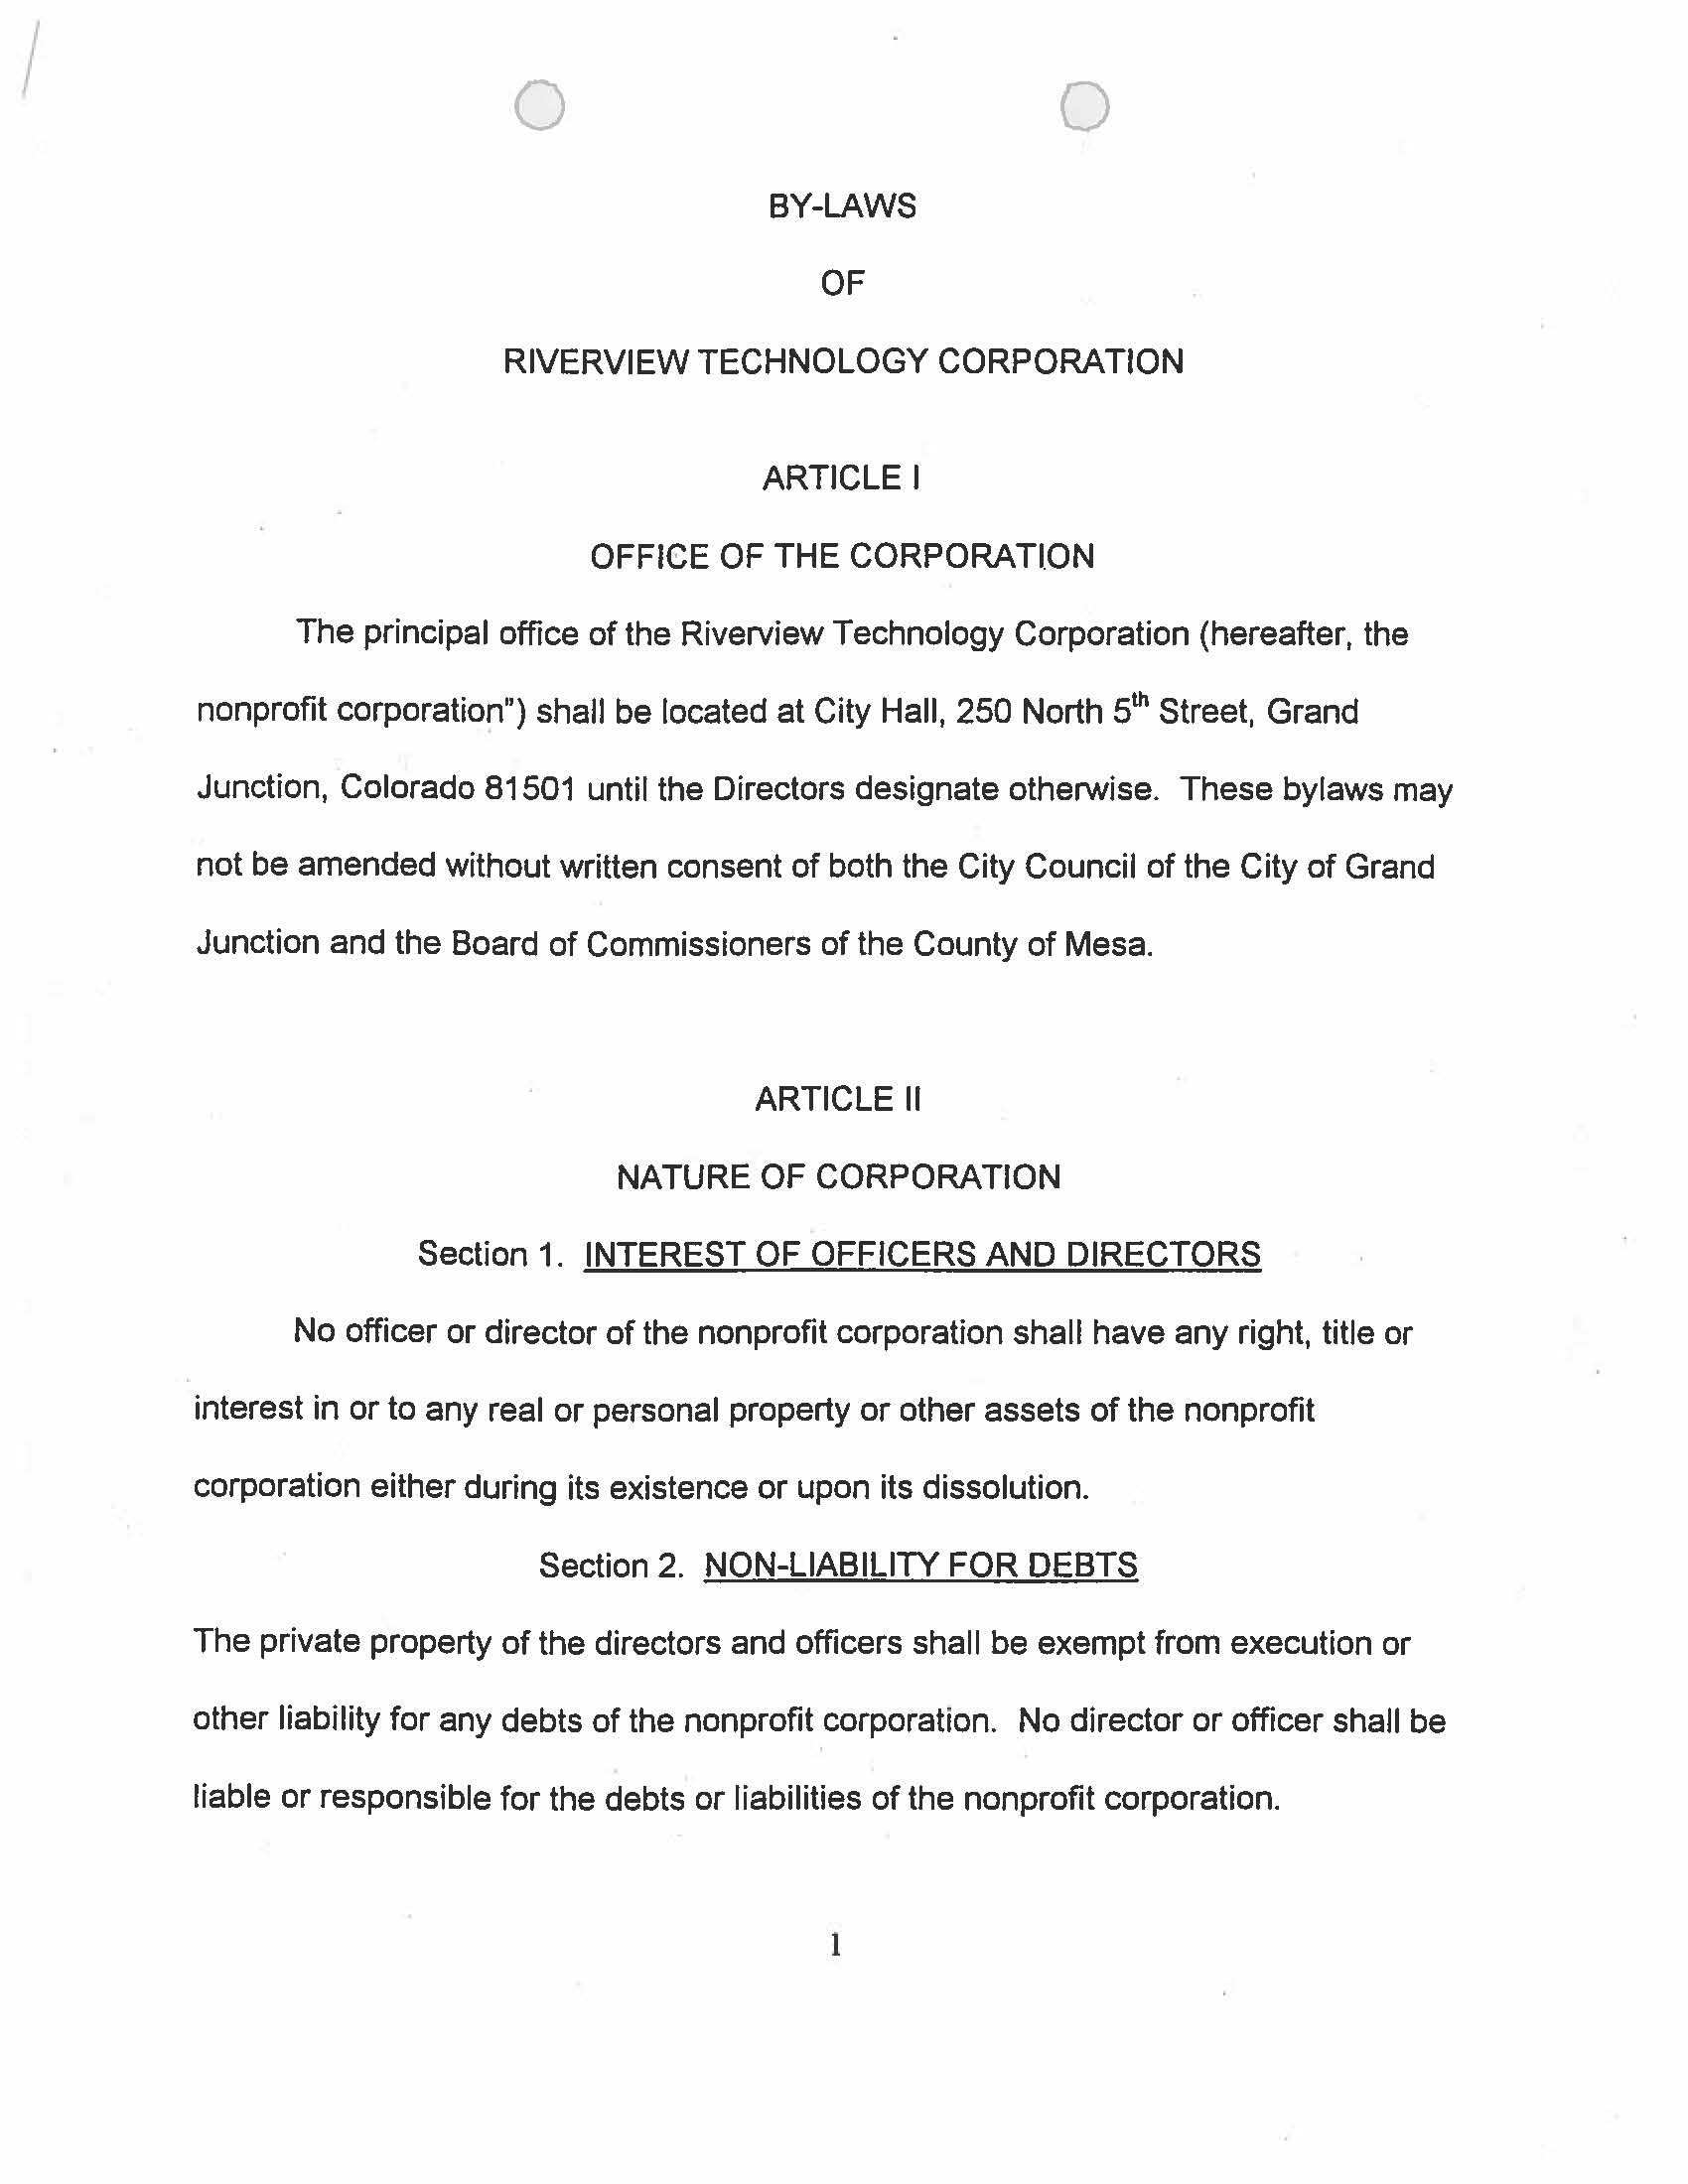 BY-LAWS
OF
RIVERVIEW TECHNOLOGY CORPORATION
ARTICLE I
OFFICE OF THE CORPORATION
The principal office of the Riverview Technology Corporation (hereafter, the
nonprofit corporation") shall be located at City Hall, 250 North 5th Street, Grand
Junction, Colorado 81501 until the Directors designate otherwise. These bylaws may
not be amended without written consent of both the City Council of the City of Grand
Junction and the Board of Commissioners of the County of Mesa.
ARTICLE II
NATURE OF CORPORATION
Section 1. INTEREST OF OFFICERS AND DIRECTORS
No officer or director of the nonprofit corporation shall have any right, title or
interest in or to any real or personal property or other assets of the nonprofit
corporation either during its existence or upon its dissolution.
Section 2. NON-LIABILITY FOR DEBTS
The private property of the directors and officers shall be exempt from execution or
other liability for any debts of the nonprofit corporation. No director or officer shall be
liable or responsible for the debts or liabilities of the nonprofit corporation.
1